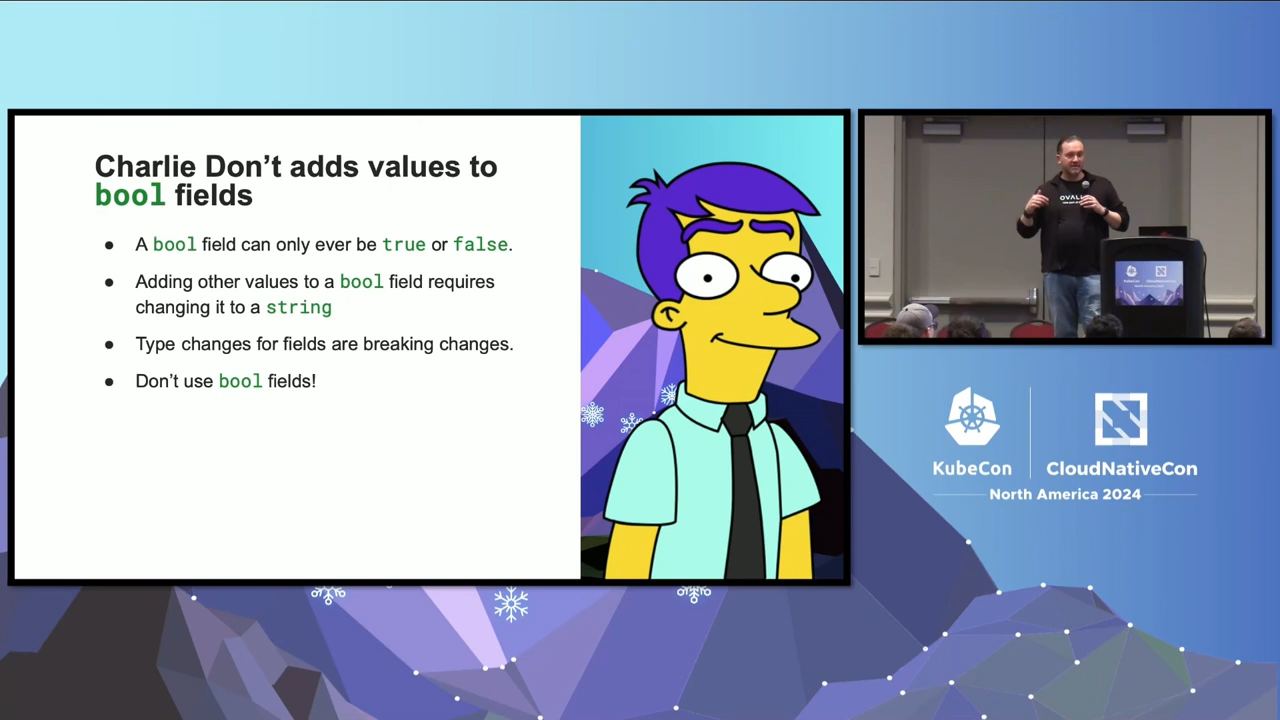 Charlie Don’t adds values to
bool fields
● A bool field can only ever be true or false.
● Adding other values to a bool field requires
changing it to a string
● Type changes for fields are breaking changes.
● Don’t use bool fields!
KubeCon
CloudNativeCon
North America 2024